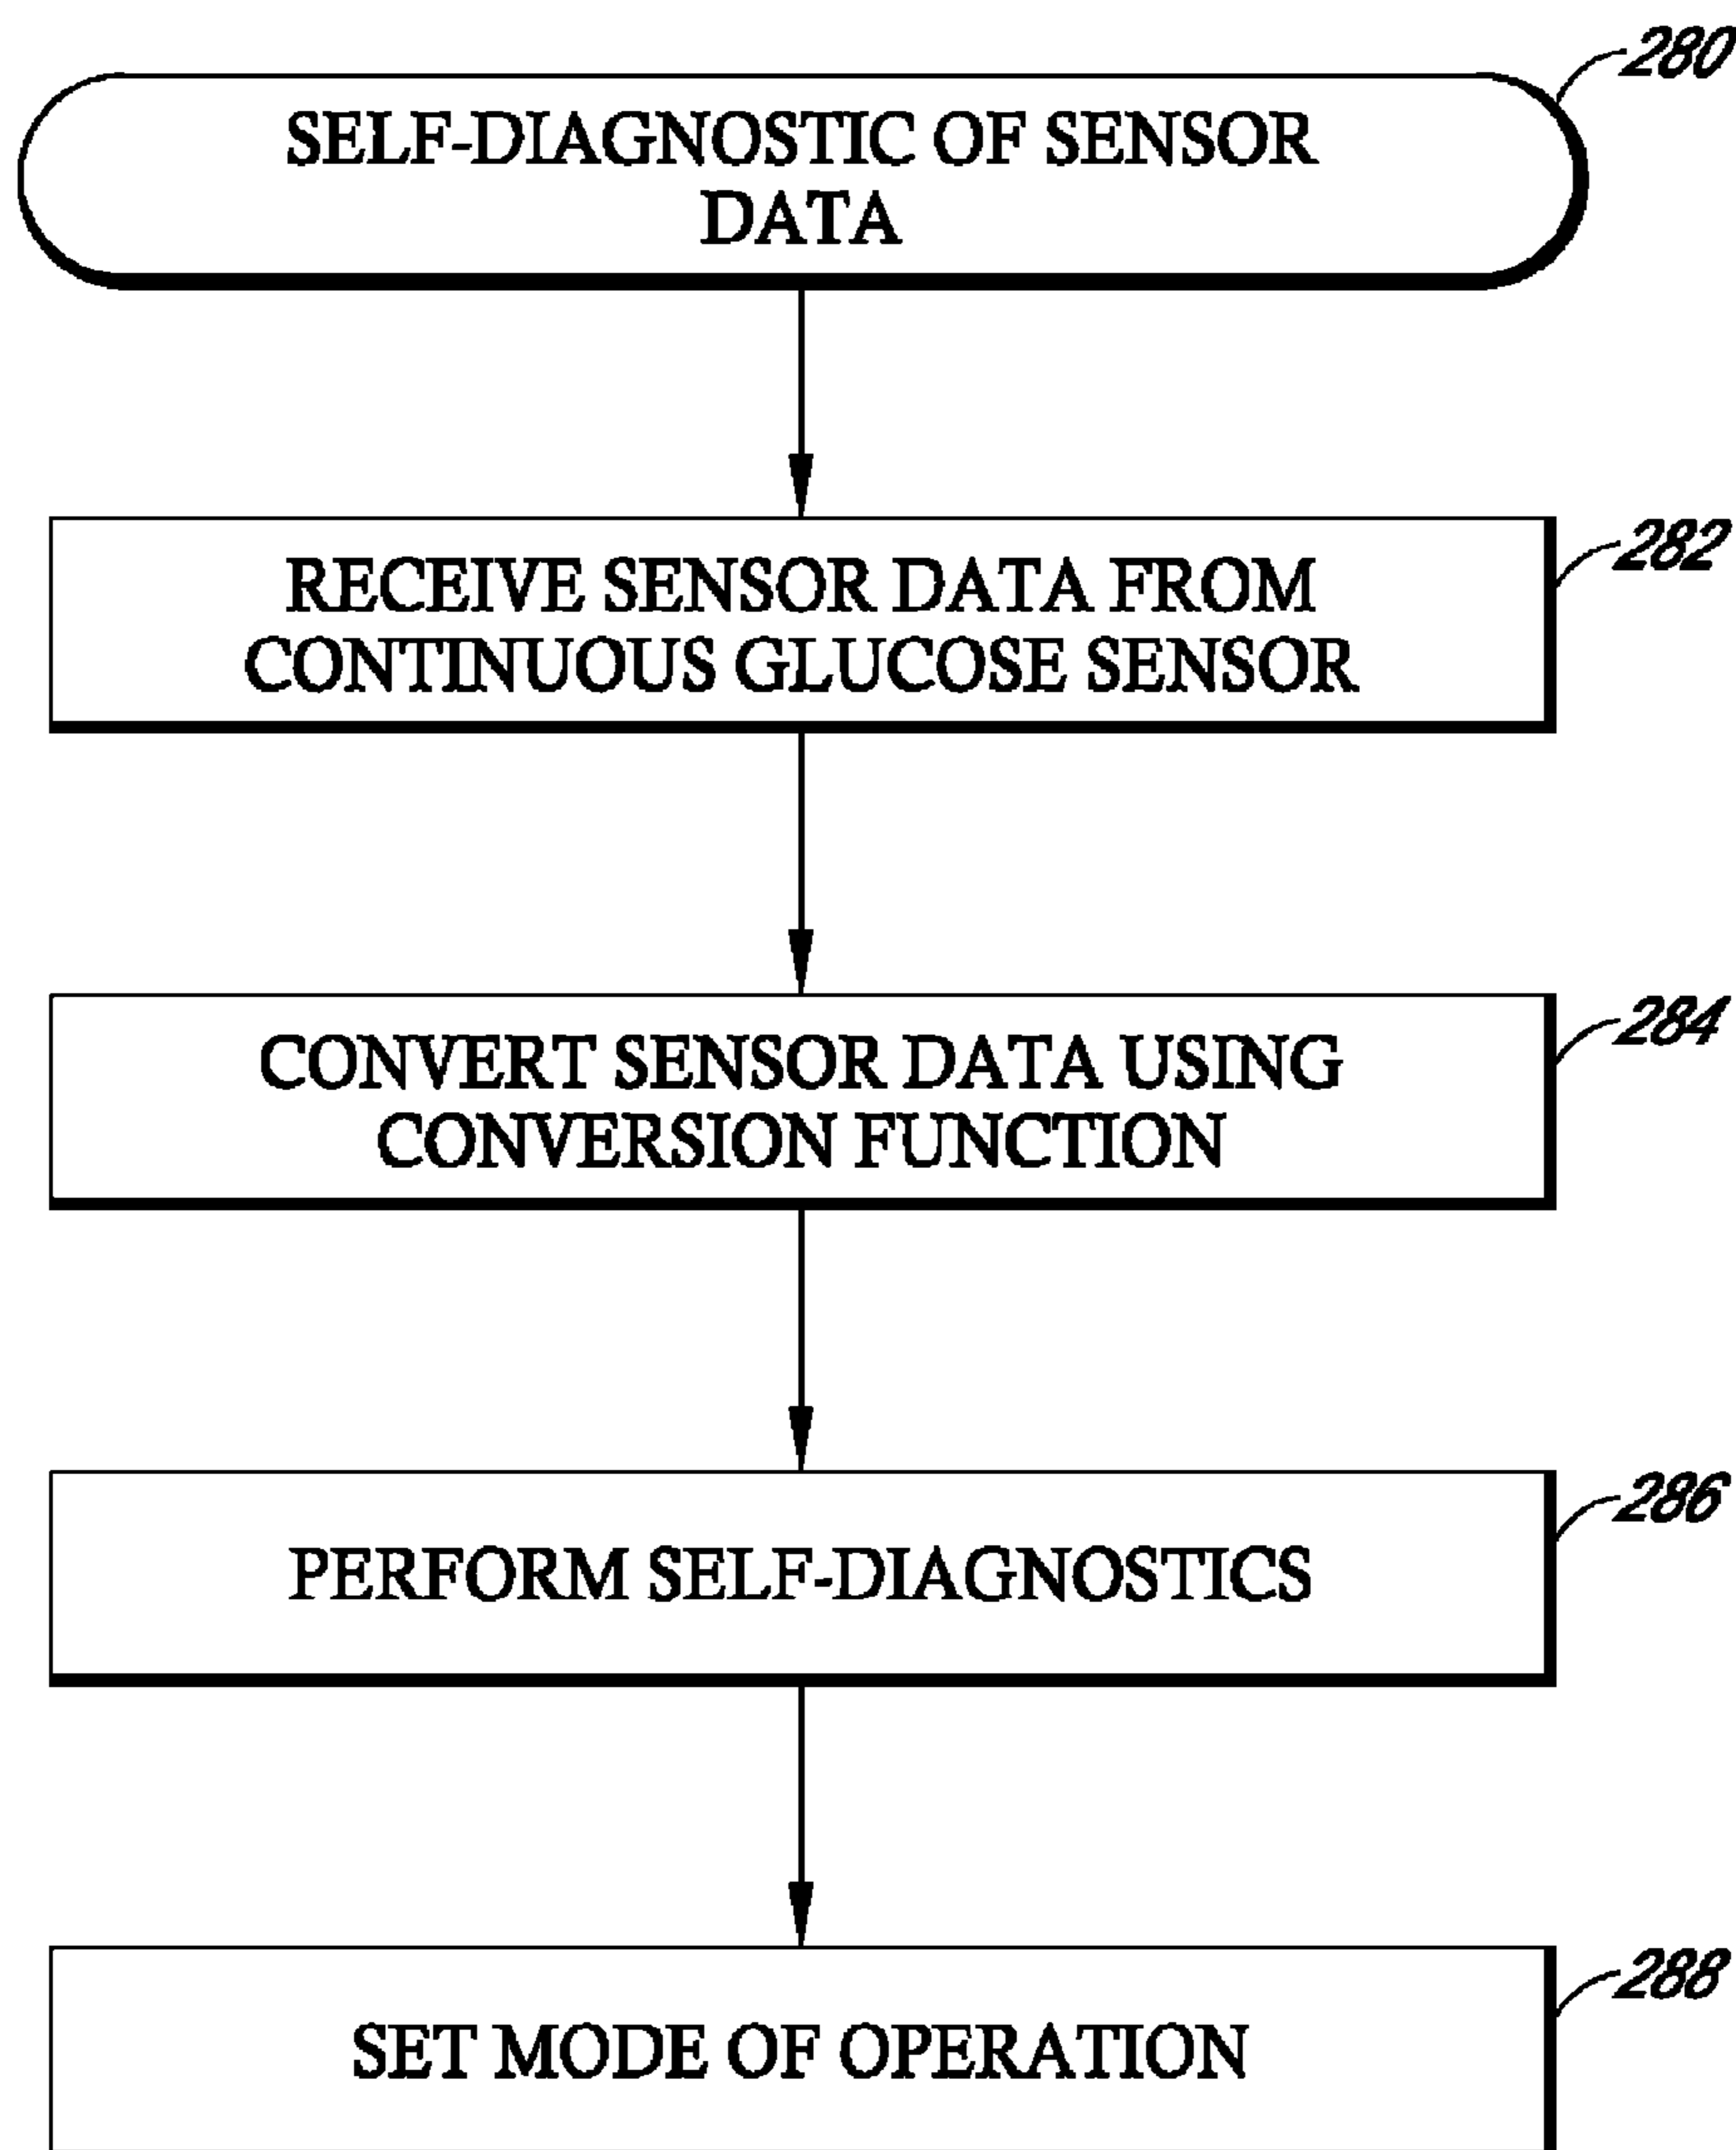 280
SELF-DIAGNOSTIC OF SENSOR
DATA
282
RECEIVE SENSOR DATA FROM
CONTINUOUS GLUCOSE SENSOR
284
CONVERT SENSOR DATA USING
CONVERSION FUNCTION
286
PERFORM SELF-DIAGNOSTICS
288
SET MODE OF OPERATION